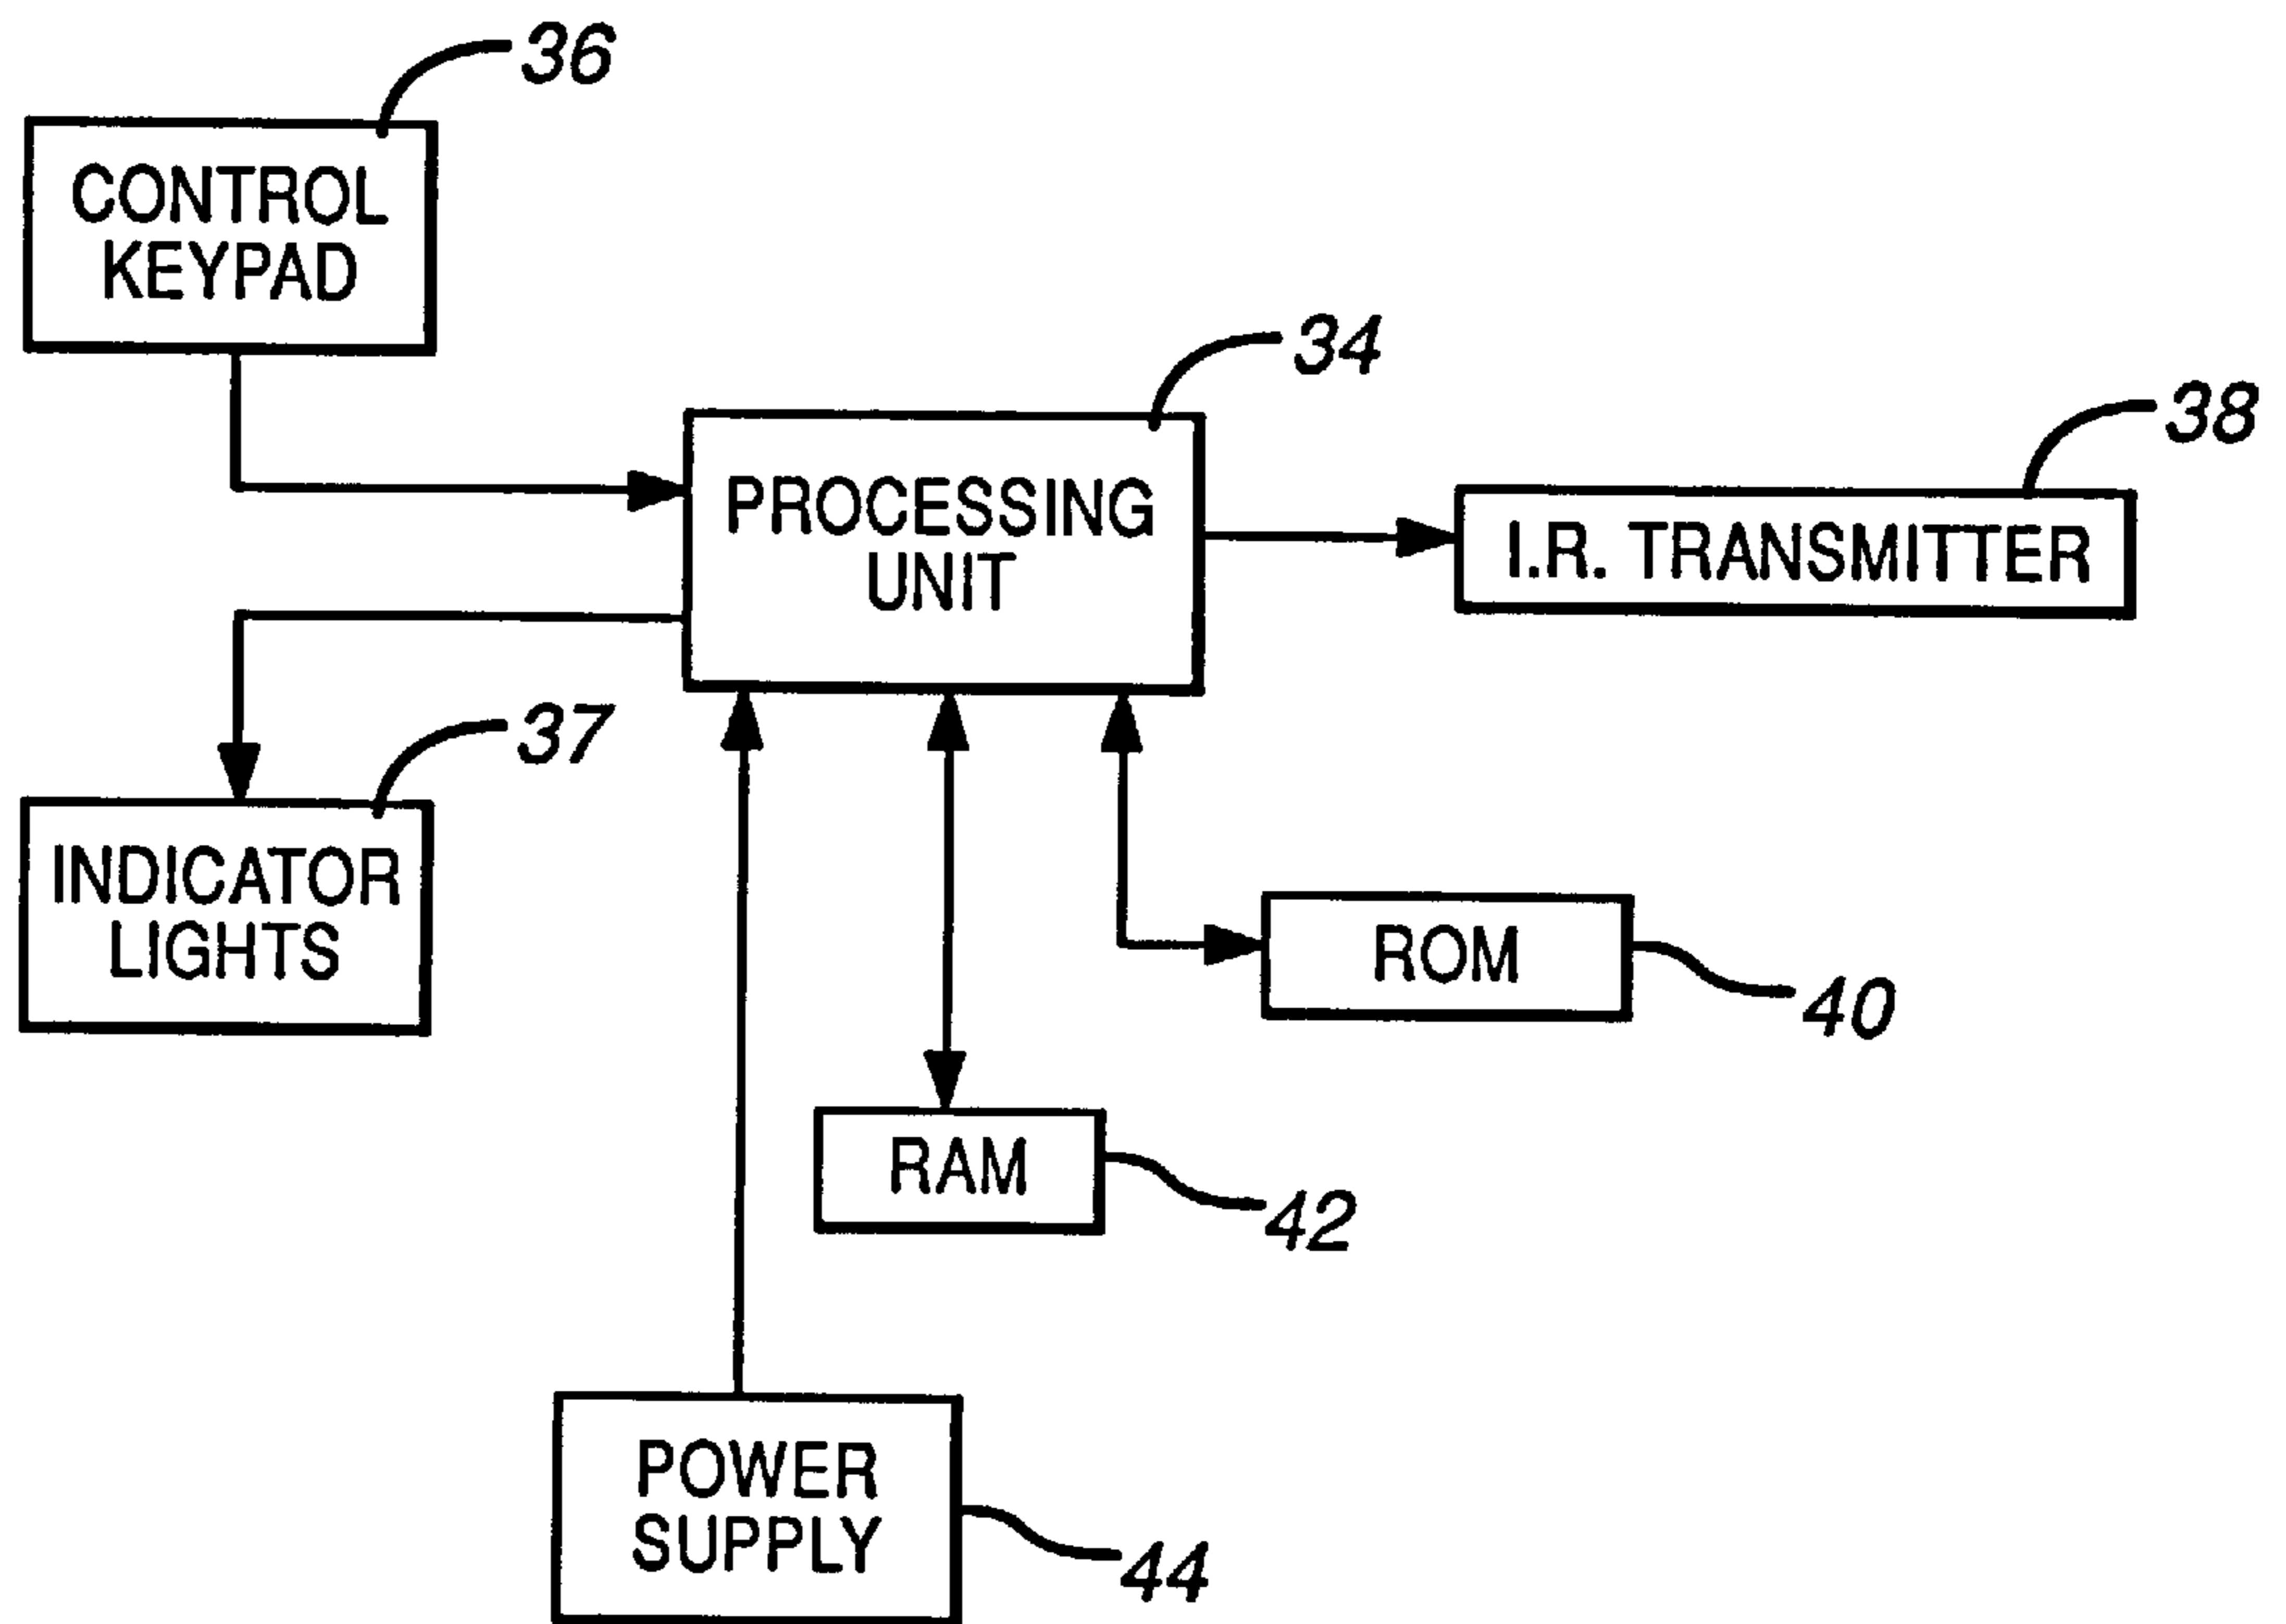 36
CONTROL
KEYPAD
34
38
PROCESSING
UNIT
I.R. TRANSMITTER
37
INDICATOR
LIGHTS
ROM
40
RAM
42
POWER
SUPPLY
44